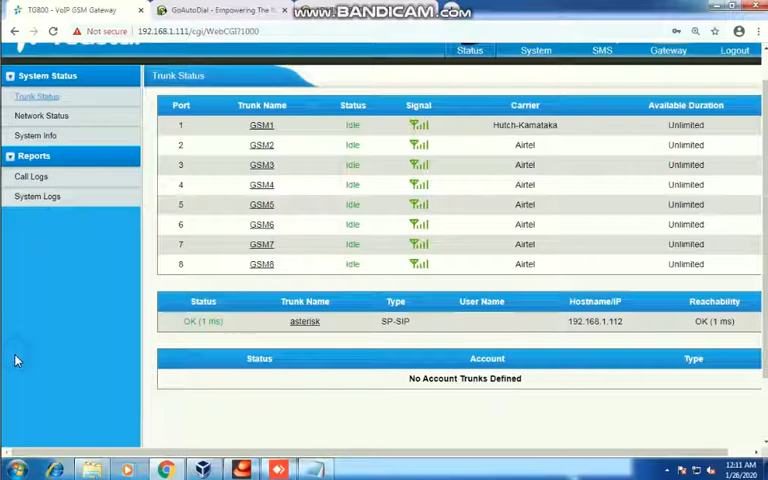 TG800 - VoIP GSM Gateway
GoAutoDial - Empowering The N
www.BANDICAM.com
Not secure
192.168.1.111/cgi/WebCGI?1000
Status
System
SMS
Gateway
Logout
System Status
Trunk Status
Network Status
System Info
Reports
Call Logs
System Logs
Trunk Status
Port Trunk Name Status Signal Carrier Available Duration
1 GSM1 Idle Hutch-Karnataka Unlimited
2 GSM2 Idle Airtel Unlimited
3 GSM3 Idle Airtel Unlimited
4 GSM4 Idle Airtel Unlimited
5 GSM5 Idle Airtel Unlimited
6 GSM6 Idle Airtel Unlimited
7 GSM7 Idle Airtel Unlimited
8 GSM8 Idle Airtel Unlimited
Status Trunk Name Type User Name Hostname/IP Reachability
OK (1 ms) asterisk SP-SIP 192.168.1.112 OK (1 ms)
Status Account Type
No Account Trunks Defined
12:11 AM
1/26/2020